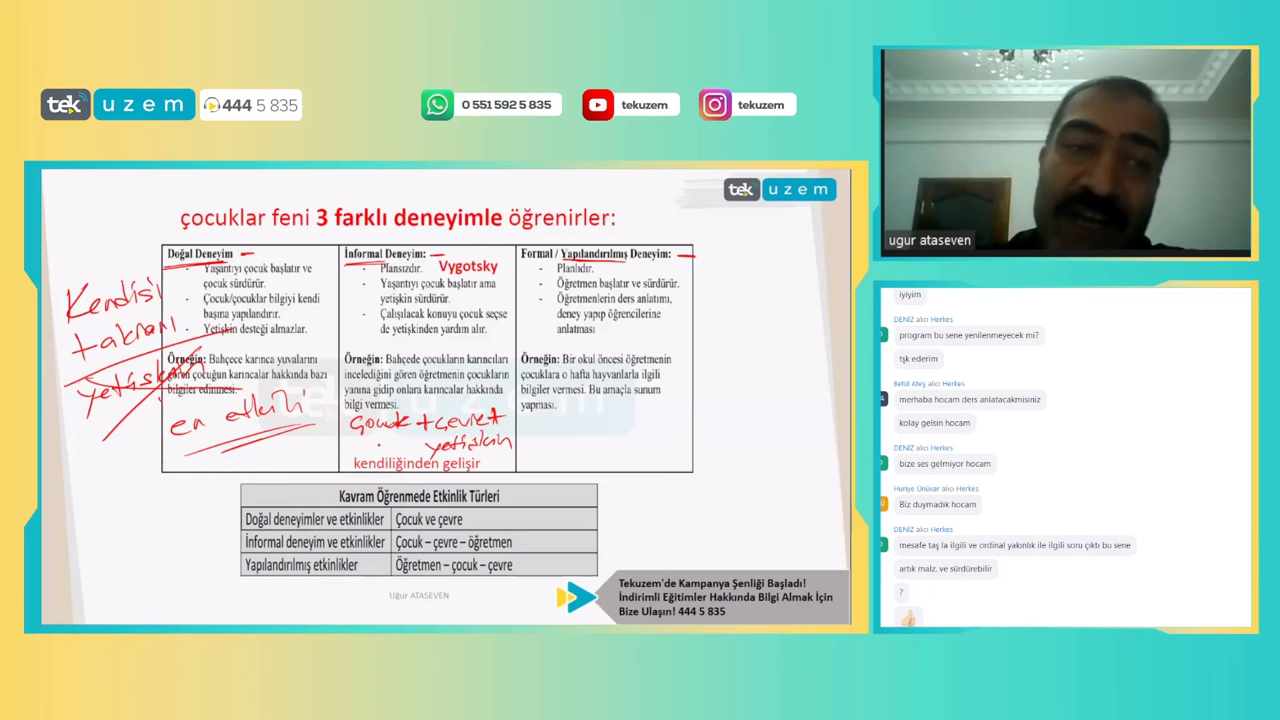 tek uzem 444 5 835
0 551 592 5 835
tekuzem
tekuzem
tek uzem
çocuklar feni 3 farklı deneyimle öğrenirler:
Doğal Deneyim
- Yaşantıyı çocuk başlatır ve
çocuk sürdürür.
- Çocuk/çocuklar bilgiyi kendi
başına yapılandırır.
- Yetişkin desteği almazlar.
Örneğin: Bahçece karınca yuvalarını
gören çocuğun karıncalar hakkında bazı
bilgiler edinmesi.
Kendisi
takranı
yetişkin
en etkili
İnformal Deneyim:
- Plansızdır.
Vygotsky
- Yaşantıyı çocuk başlatır ama
yetişkin sürdürür.
- Çalışılacak konuyu çocuk seçse
de yetişkinden yardım alır.
Örneğin: Bahçede çocukların karıncaları
incelediğini gören öğretmenin çocukların
yanına gidip onlara karıncalar hakkında
bilgi vermesi.
Çocuk + çevre +
yetişkin
kendiliğinden gelişir
Formal / Yapılandırılmış Deneyim:
- Planlıdır.
- Öğretmen başlatır ve sürdürür.
- Öğretmenlerin ders anlatımı,
deney yapıp öğrencilerine
anlatması
Örneğin: Bir okul öncesi öğretmenin
çocuklara o hafta hayvanlarla ilgili
bilgiler vermesi. Bu amaçla sunum
yapması.
Kavram Öğrenmede Etkinlik Türleri
Doğal deneyimler ve etkinlikler Çocuk ve çevre
İnformal deneyim ve etkinlikler Çocuk – çevre – öğretmen
Yapılandırılmış etkinlikler Öğretmen – çocuk – çevre
Uğur ATASEVEN
Tekuzem'de Kampanya Şenliği Başladı!
İndirimli Eğitimler Hakkında Bilgi Almak İçin
Bize Ulaşın! 444 5 835
ugur ataseven
iyiyim
DENİZ alıcı Herkes
program bu sene yenilenmeyecek mi?
tşk ederim
Betül Ateş alıcı Herkes
merhaba hocam ders anlatacakmisiniz
kolay gelsin hocam
DENİZ alıcı Herkes
bize ses gelmiyor hocam
Huriye Ünüvar alıcı Herkes
Biz duymadık hocam
DENİZ alıcı Herkes
mesafe taş la ilgili ve ordinal yakınlık ile ilgili soru çıktı bu sene
artık malz. ve sürdürebilir
?